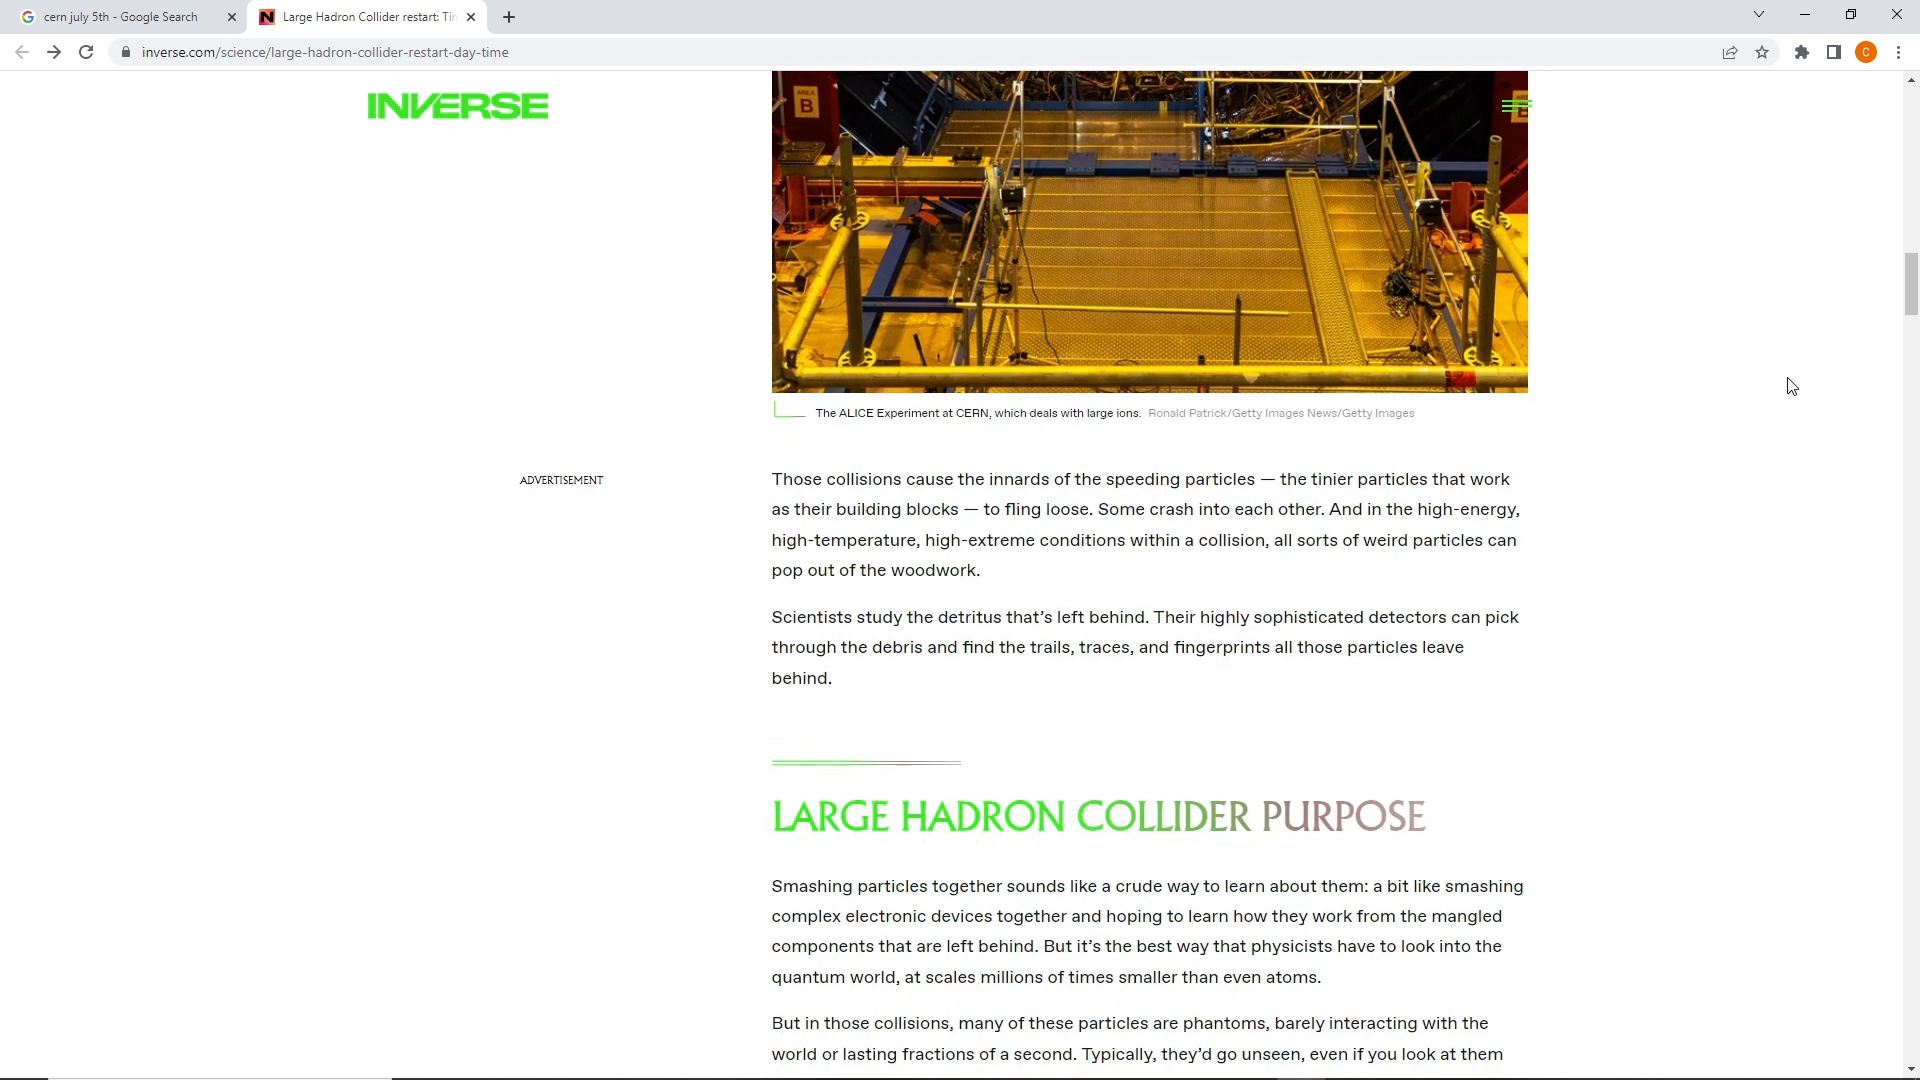 cern july 5th - Google Search
Large Hadron Collider restart: Tin
inverse.com/science/large-hadron-collider-restart-day-time
C
INVERSE
AREA
B
The ALICE Experiment at CERN, which deals with large ions. Ronald Patrick/Getty Images News/Getty Images
ADVERTISEMENT
Those collisions cause the innards of the speeding particles — the tinier particles that work
as their building blocks — to fling loose. Some crash into each other. And in the high-energy,
high-temperature, high-extreme conditions within a collision, all sorts of weird particles can
pop out of the woodwork.
Scientists study the detritus that’s left behind. Their highly sophisticated detectors can pick
through the debris and find the trails, traces, and fingerprints all those particles leave
behind.
LARGE HADRON COLLIDER PURPOSE
Smashing particles together sounds like a crude way to learn about them: a bit like smashing
complex electronic devices together and hoping to learn how they work from the mangled
components that are left behind. But it’s the best way that physicists have to look into the
quantum world, at scales millions of times smaller than even atoms.
But in those collisions, many of these particles are phantoms, barely interacting with the
world or lasting fractions of a second. Typically, they’d go unseen, even if you look at them